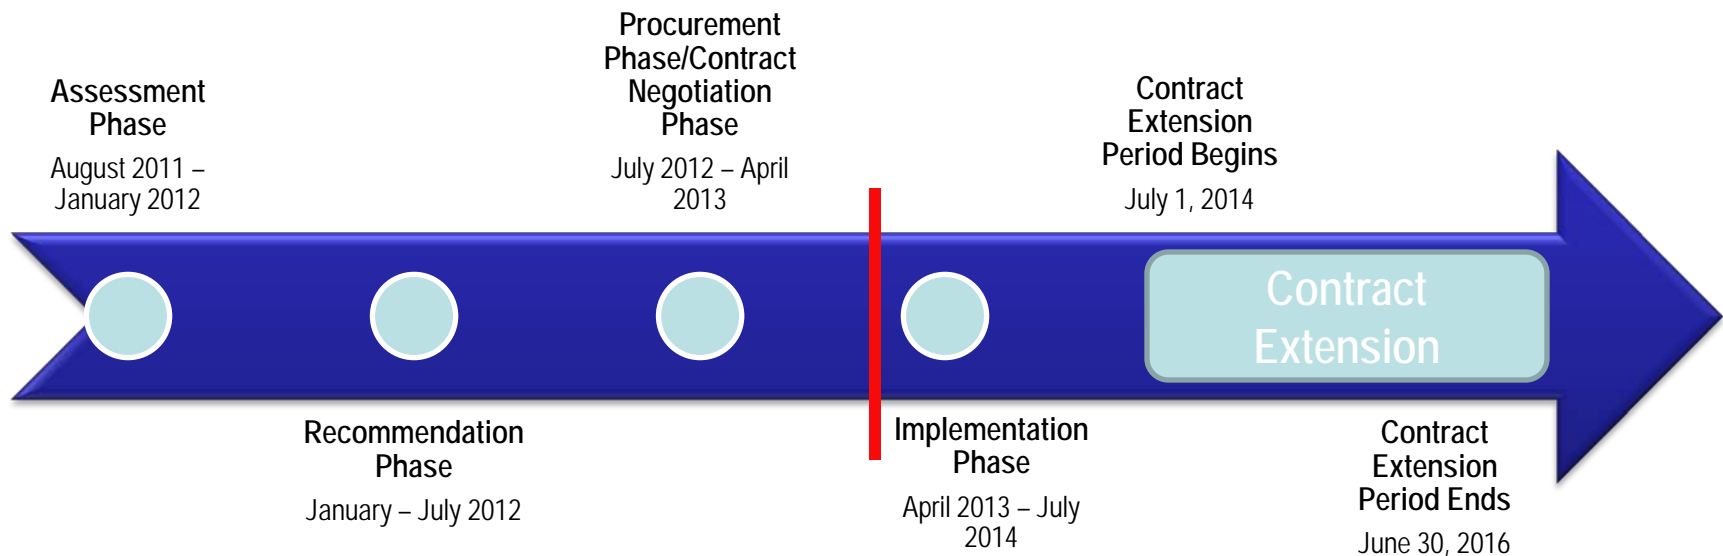 Assessment
Phase
August 2011 –
January 2012
Recommendation
Phase
January – July 2012
Procurement
Phase/Contract
Negotiation
Phase
July 2012 – April
2013
Implementation
Phase
April 2013 – July
2014
Contract
Extension
Period Begins
July 1, 2014
Contract
Extension
Contract
Extension
Period Ends
June 30, 2016